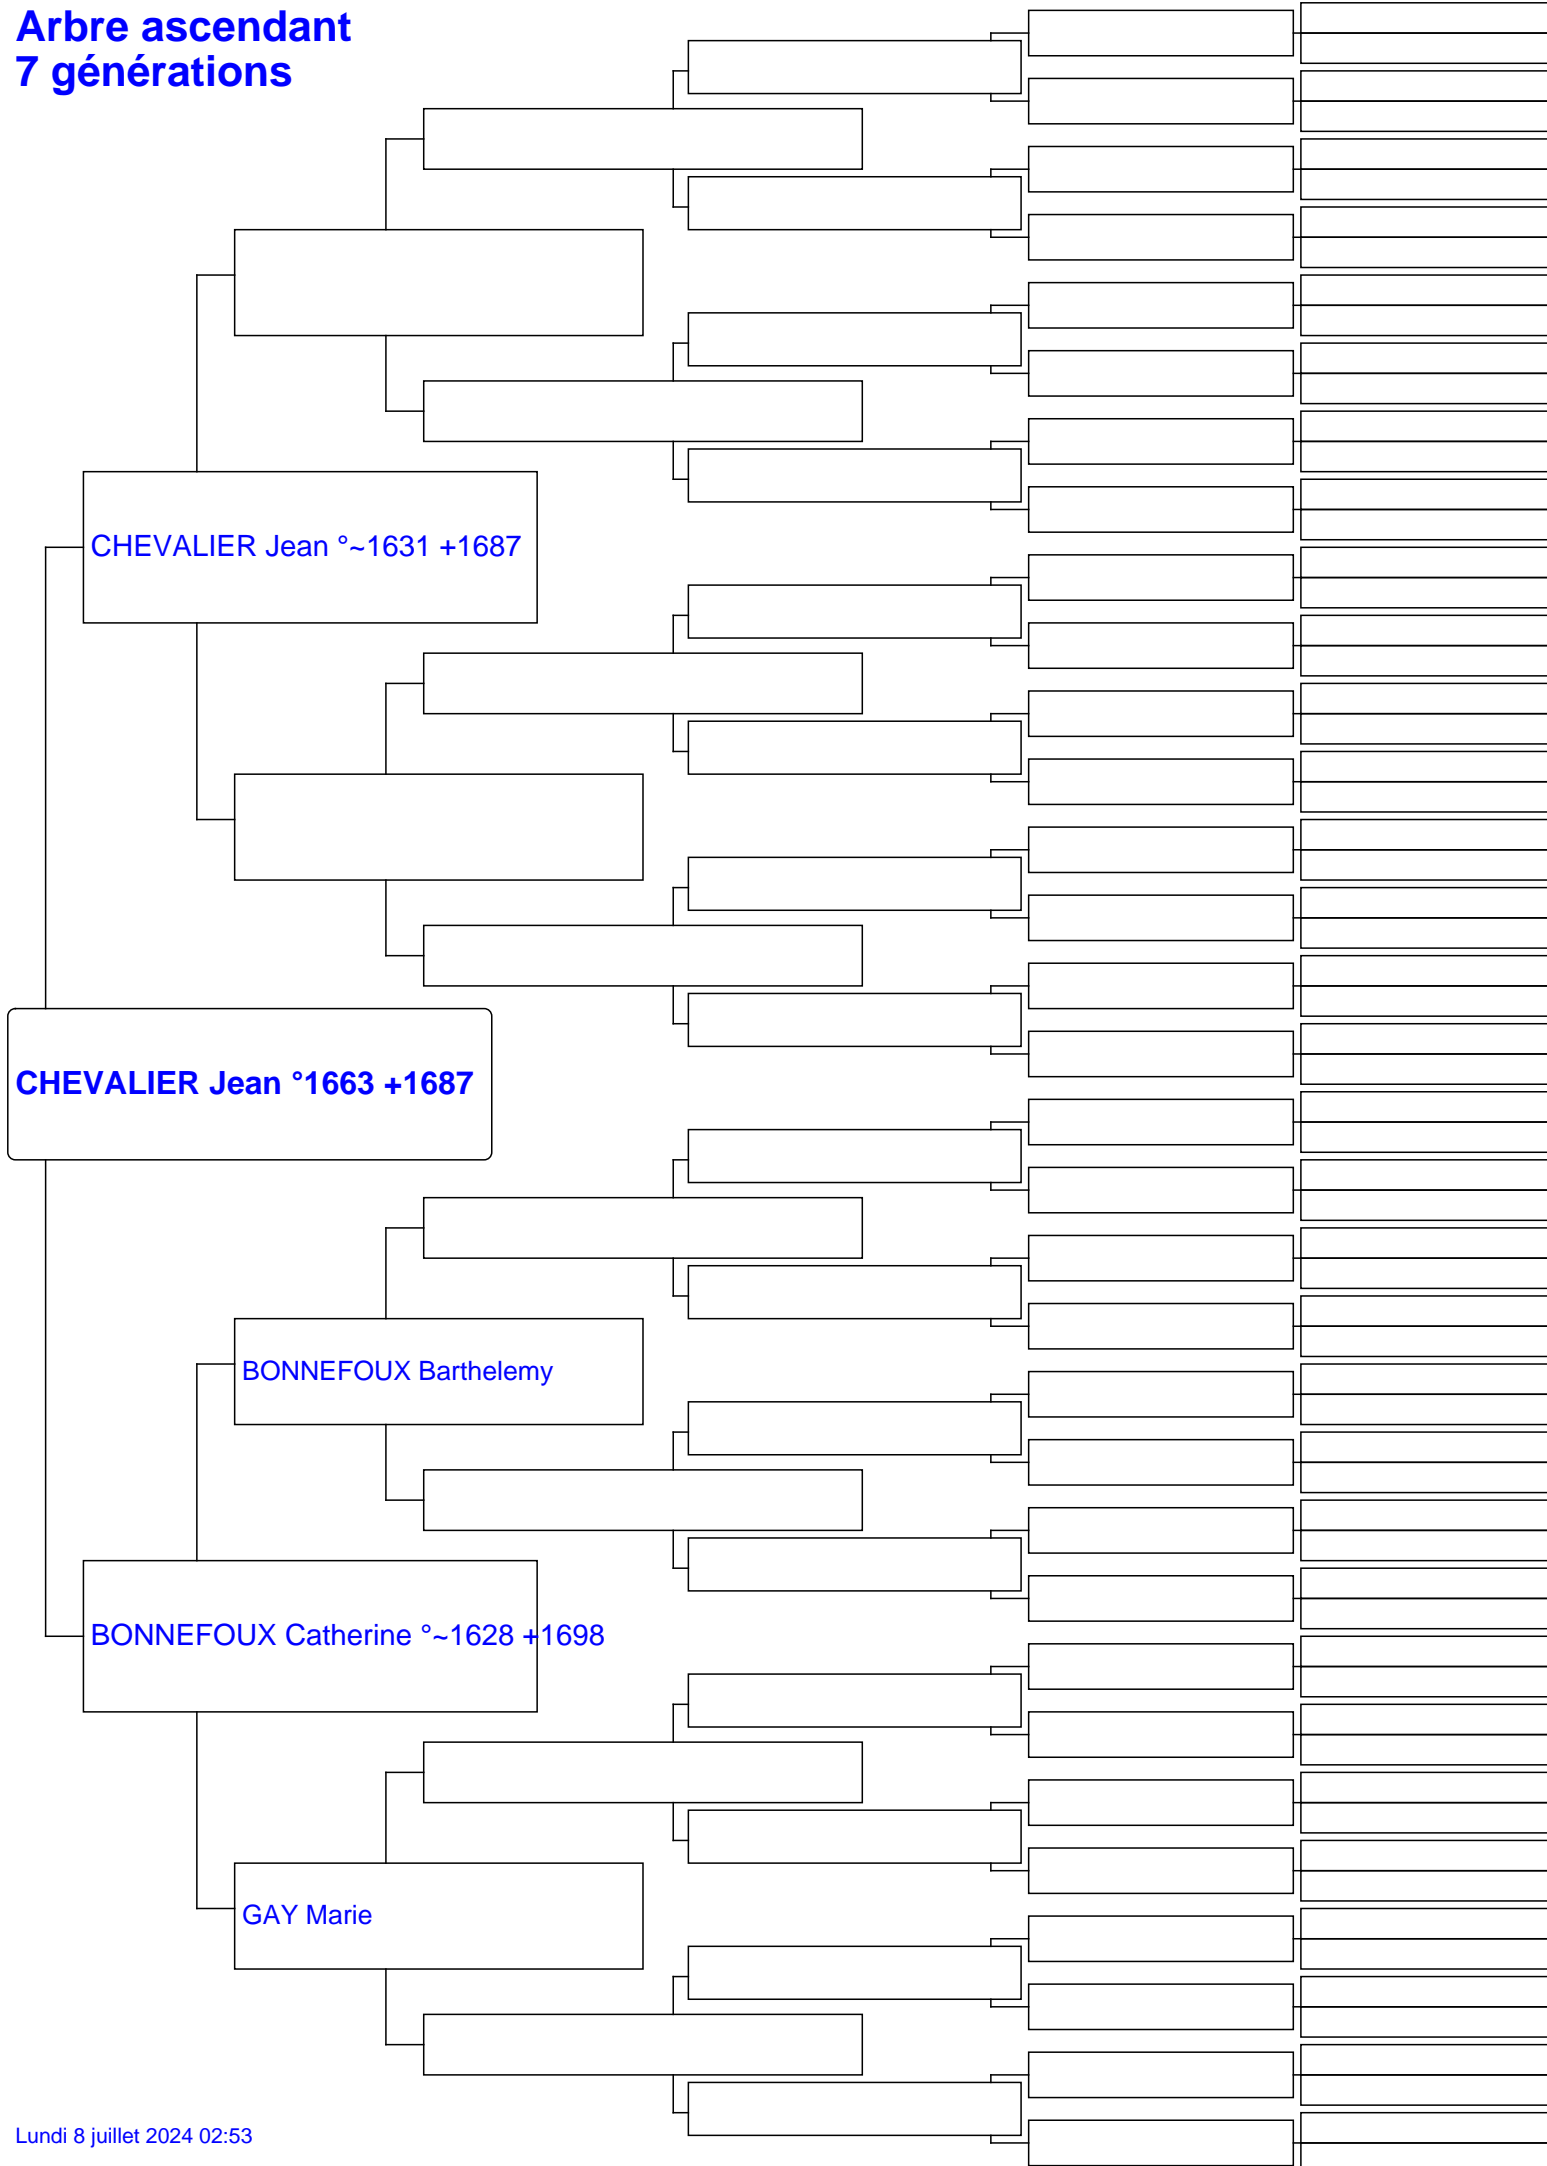 Arbre ascendant
7 générations
CHEVALIER Jean °~1631 +1687
CHEVALIER Jean °1663 +1687
BONNEFOUX Barthelemy
BONNEFOUX Catherine °~1628 +1698
GAY Marie
Lundi 8 juillet 2024 02:53